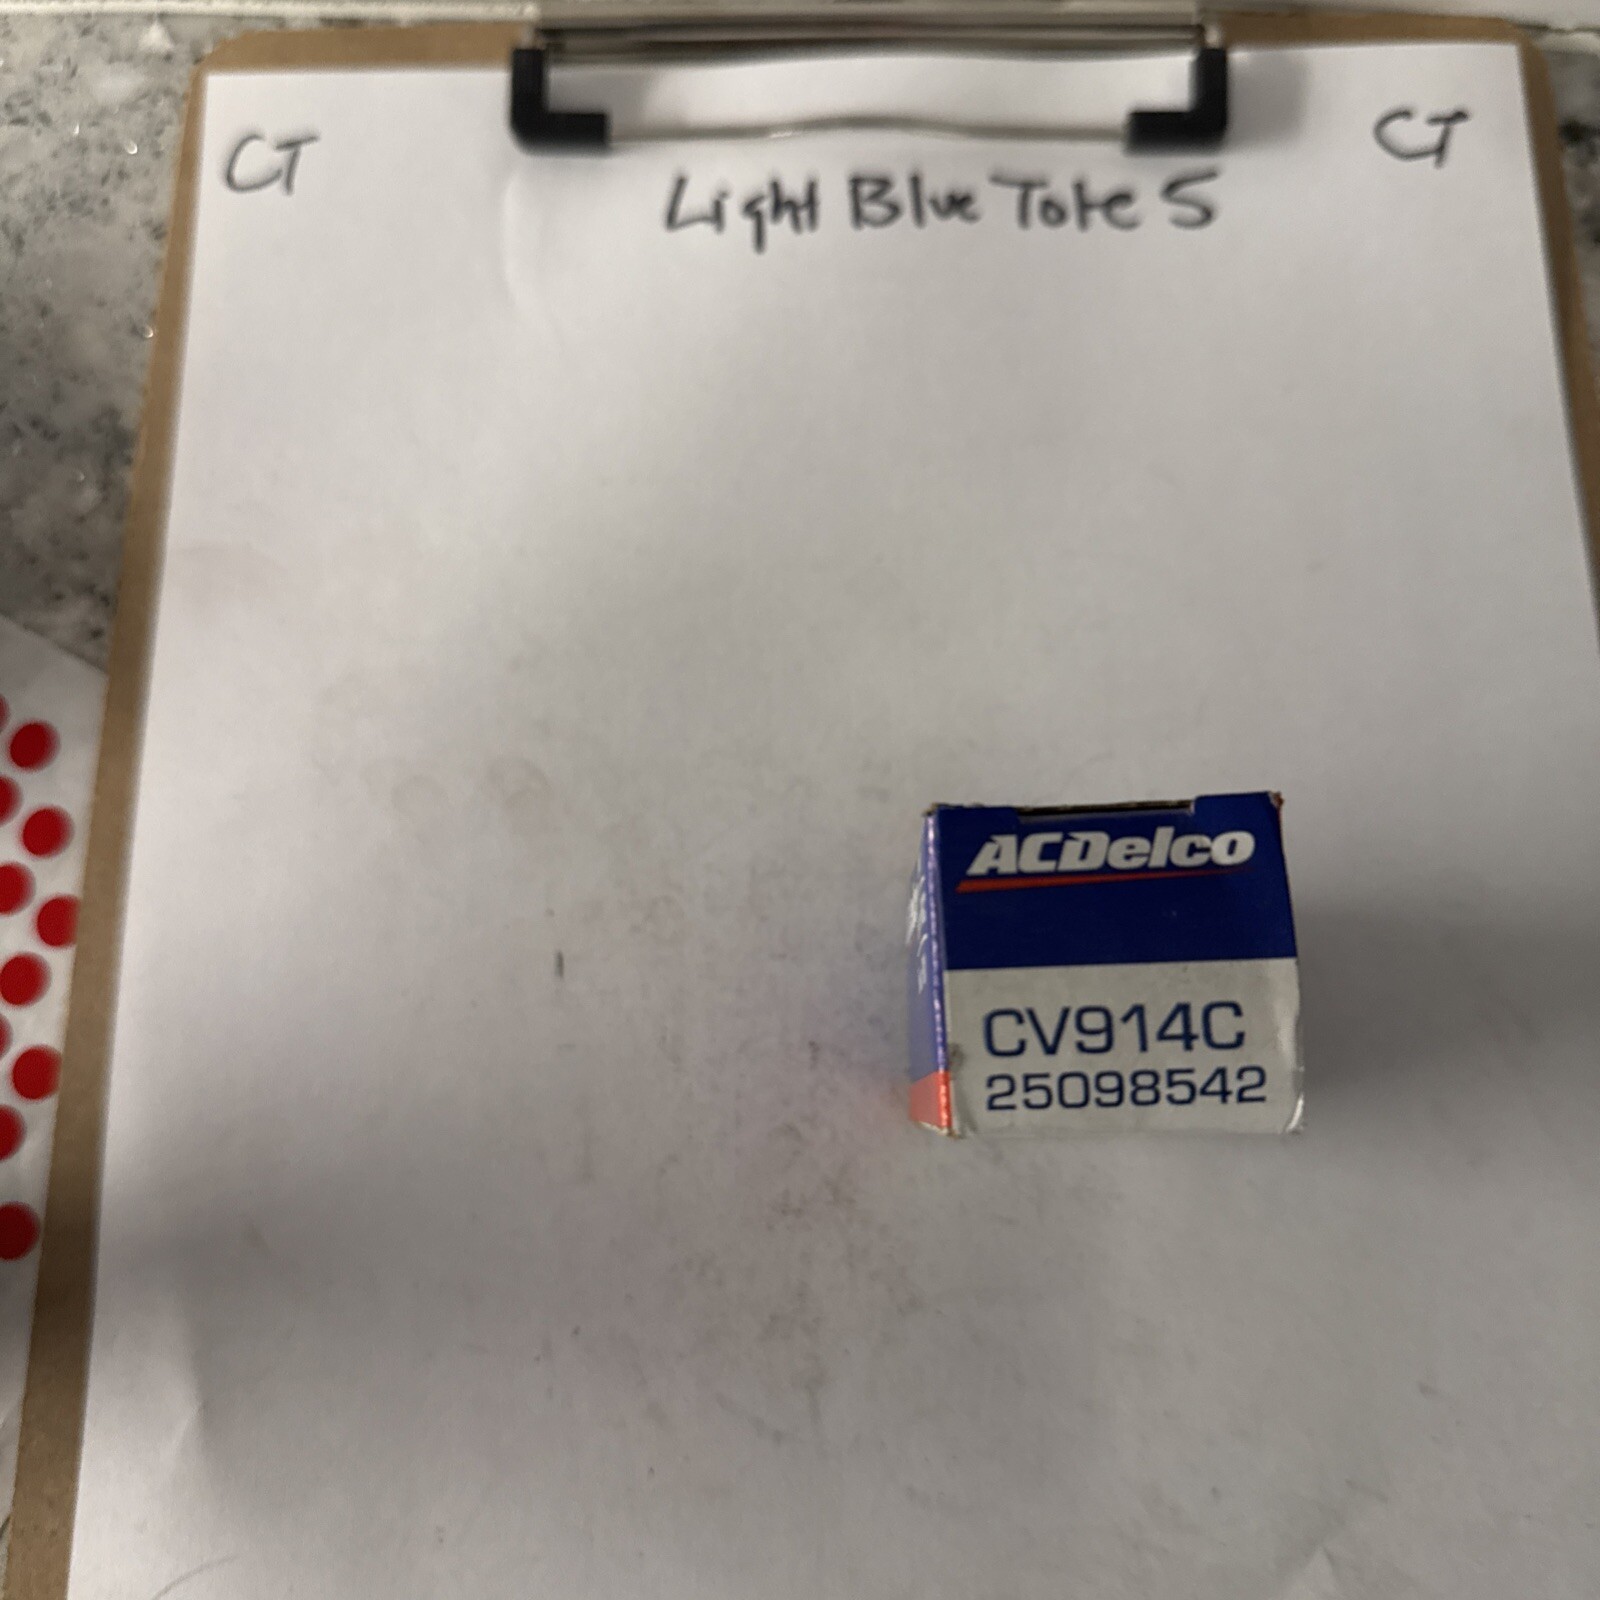 CT
CT
Light Blue Tote 5
ACDelco
CV914C
25098542